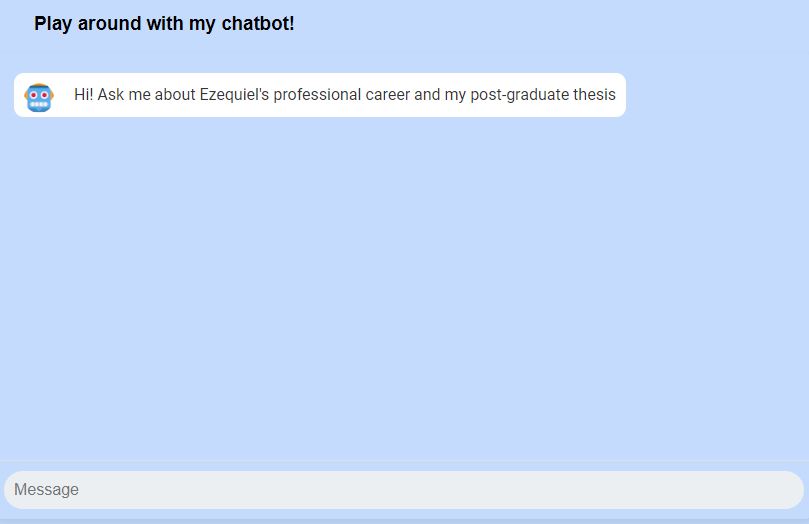 Play around with my chatbot!
Hi! Ask me about Ezequiel's professional career and my post-graduate thesis
Message